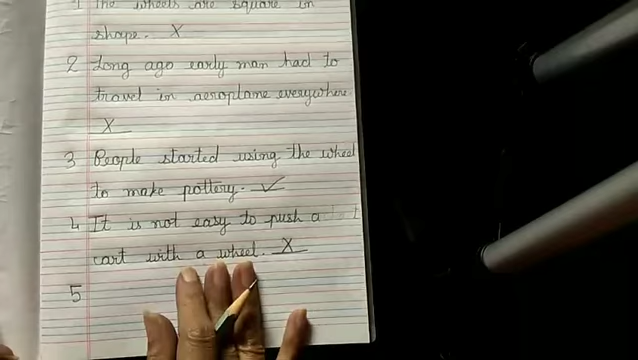 1 The wheels are square in
shape. X
2 Long ago early man had to
travel in aeroplane everywhere
X
3 People started using the wheel
to make pottery. ✓
4 It is not easy to push a
cart with a wheel. X
5